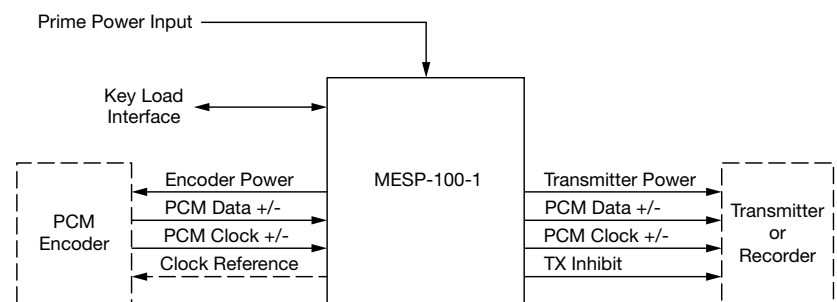 Prime Power Input
Key Load
Interface
MESP-100-1
PCM
Encoder
Encoder Power
PCM Data +/-
PCM Clock +/-
Clock Reference
Transmitter Power
PCM Data +/-
PCM Clock +/-
TX Inhibit
Transmitter
or
Recorder